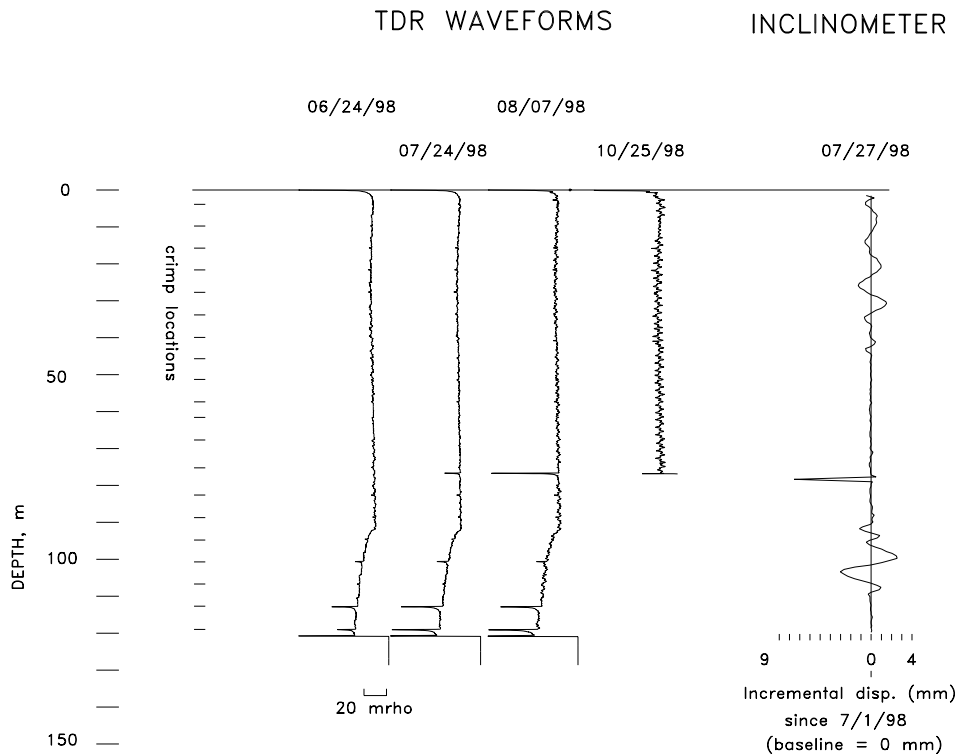 TDR WAVEFORMS
INCLINOMETER
06/24/98
08/07/98
07/24/98
10/25/98
07/27/98
0
crimp locations
50
DEPTH, m
100
9
0
4
Incremental disp. (mm)
since 7/1/98
(baseline = 0 mm)
20 mrho
150